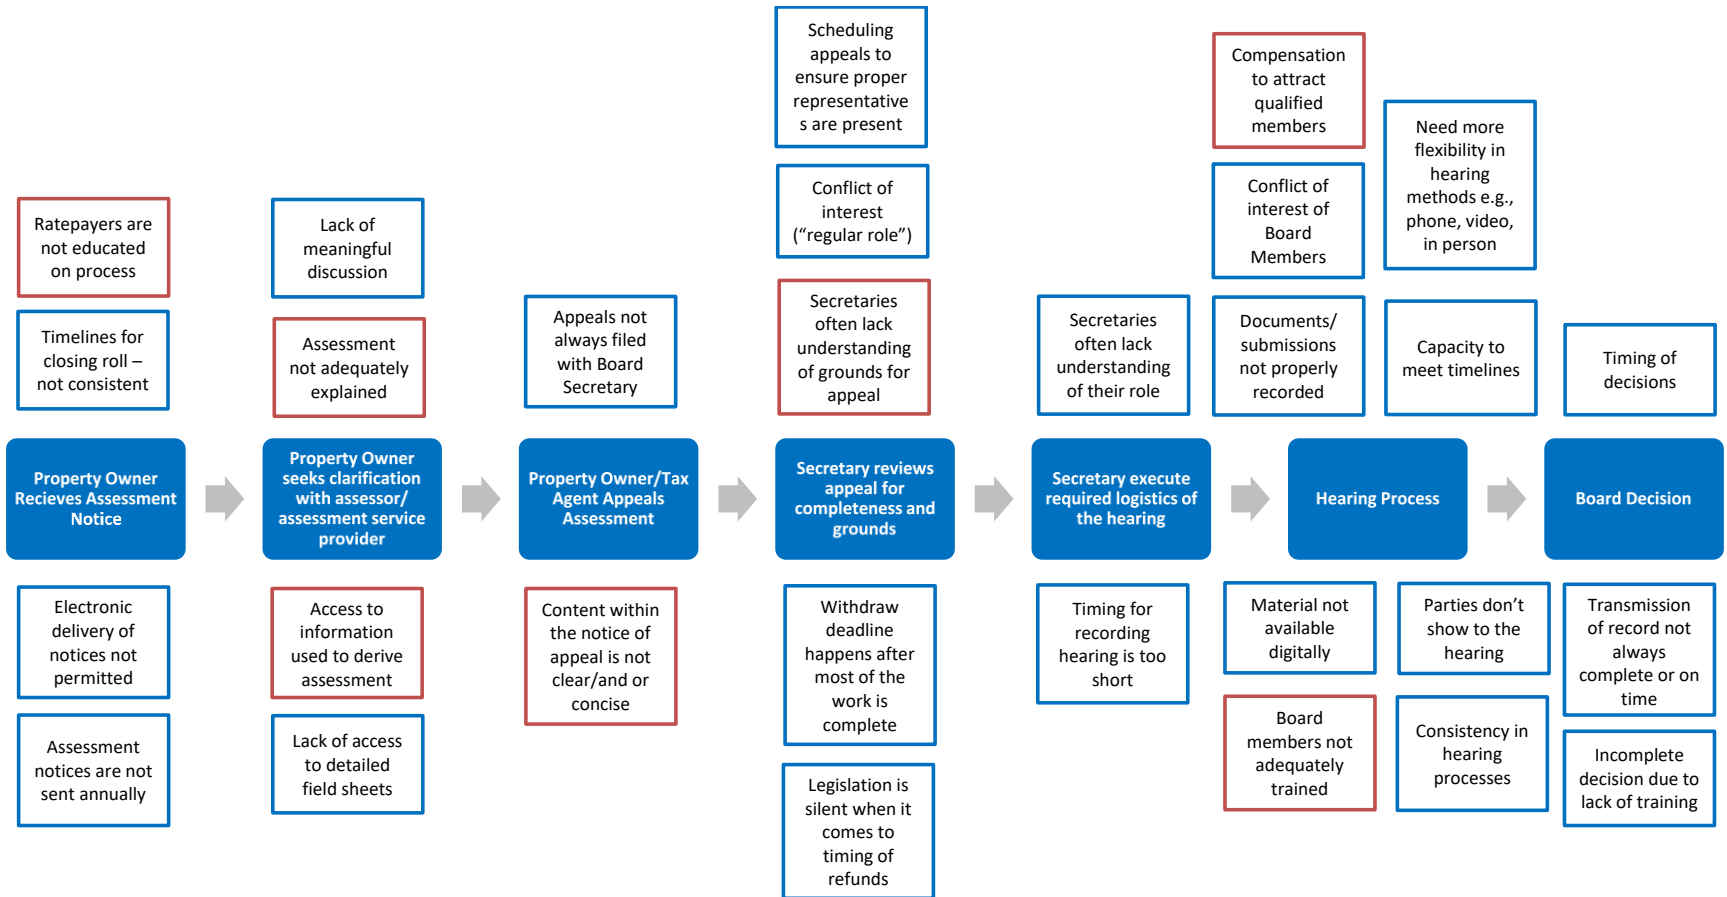 Scheduling
appeals to
ensure proper
representative
s are present
Compensation
to attract
qualified
members
Need more
flexibility in
hearing
methods e.g.,
phone, video,
in person
Conflict of
interest
("regular role")
Conflict of
interest of
Board
Members
Ratepayers are
not educated
on process
Lack of
meaningful
discussion
Secretaries
often lack
understanding
of grounds for
appeal
Appeals not
always filed
with Board
Secretary
Secretaries
often lack
understanding
of their role
Documents/
submissions
not properly
recorded
Capacity to
meet timelines
Timing of
decisions
Timelines for
closing roll –
not consistent
Assessment
not adequately
explained
Property Owner
Recieves Assessment
Notice
Property Owner
seeks clarification
with assessor/
assessment service
provider
Property Owner/Tax
Agent Appeals
Assessment
Secretary reviews
appeal for
completeness and
grounds
Secretary execute
required logistics of
the hearing
Hearing Process
Board Decision
Electronic
delivery of
notices not
permitted
Access to
information
used to derive
assessment
Content within
the notice of
appeal is not
clear/and or
concise
Withdraw
deadline
happens after
most of the
work is
complete
Timing for
recording
hearing is too
short
Material not
available
digitally
Parties don't
show to the
hearing
Transmission
of record not
always
complete or on
time
Assessment
notices are not
sent annually
Lack of access
to detailed
field sheets
Legislation is
silent when it
comes to
timing of
refunds
Board
members not
adequately
trained
Consistency in
hearing
processes
Incomplete
decision due to
lack of training